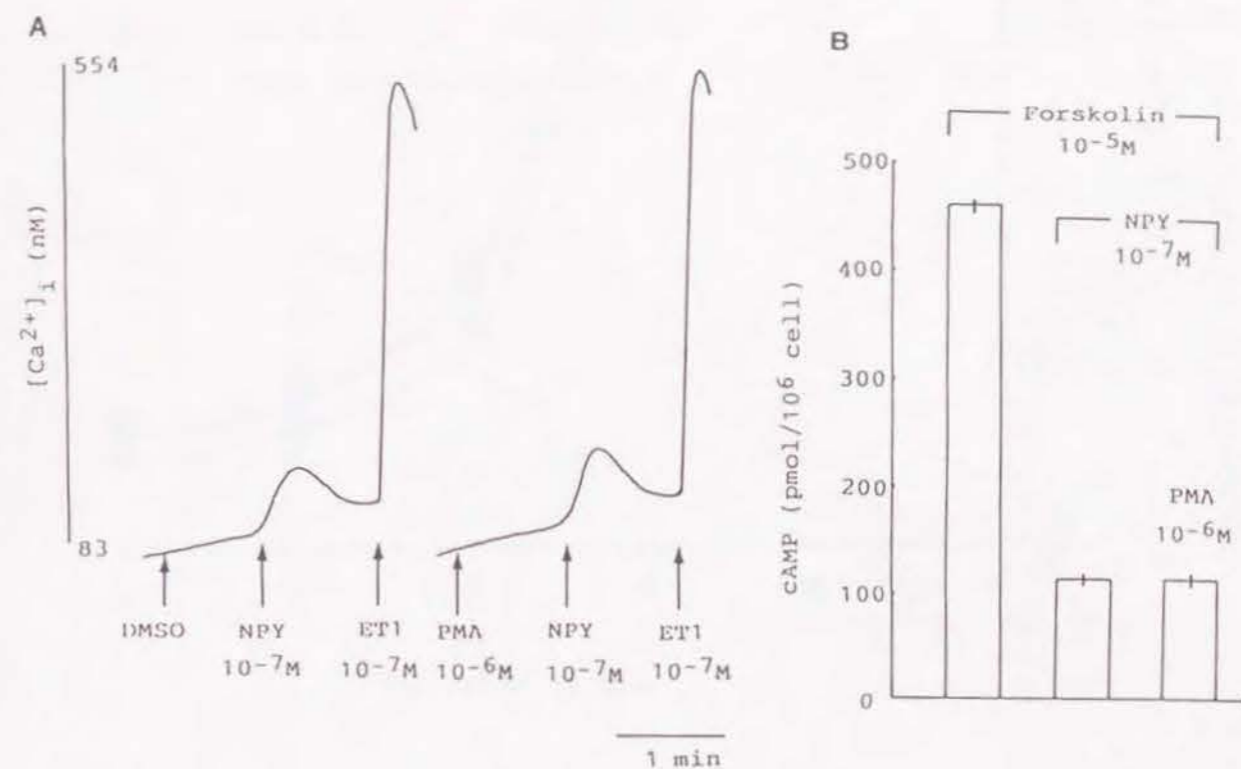 A
554
[Ca2+]i (nM)
83
DMSO NPY ET1 PMA NPY ET1
10-7M 10-7M 10-6M 10-7M 10-7M
1 min
B
Forskolin
10-5M
500
NPY
10-7M
400
cAMP (pmol/106 cell)
300
200
PMA
10-6M
100
0